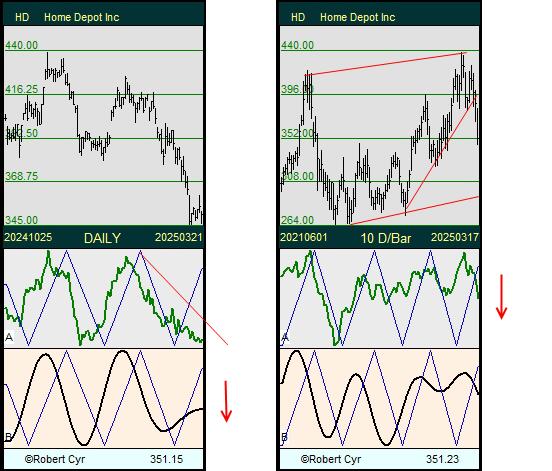 HD Home Depot Inc
440.00
416.25
392.50
368.75
345.00
20241025 DAILY 20250321
A
B
©Robert Cyr 351.15
HD Home Depot Inc
440.00
396.00
352.00
308.00
264.00
20210601 10 D/Bar 20250317
A
B
©Robert Cyr 351.23